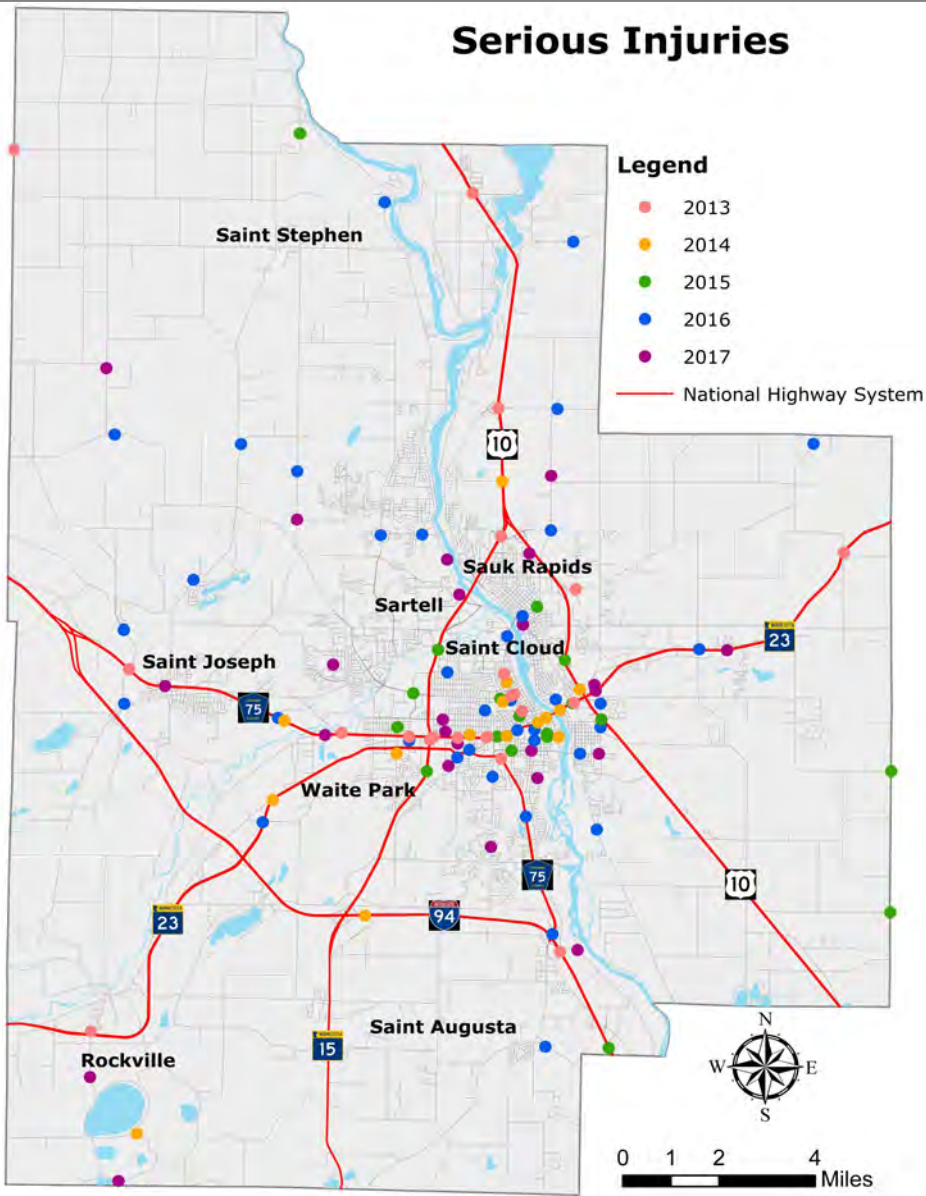 Serious Injuries
Legend
2013
2014
2015
2016
2017
National Highway System
Saint Stephen
10
Sauk Rapids
Sartell
Saint Cloud
23
Saint Joseph
75
Waite Park
75
10
23
94
Saint Augusta
15
Rockville
N
W E
S
0 2 4
Miles